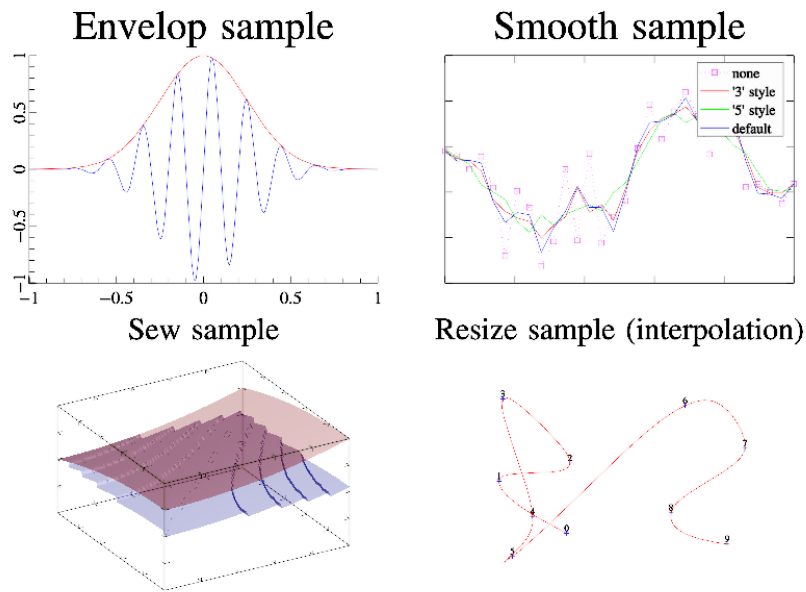 Envelop sample
1
0.5
0
−0.5
−1
−1
−0.5
0
0.5
1
Smooth sample
none
'3' style
'5' style
default
Sew sample
Resize sample (interpolation)
3
6
7
2
1
8
4
0
9
5